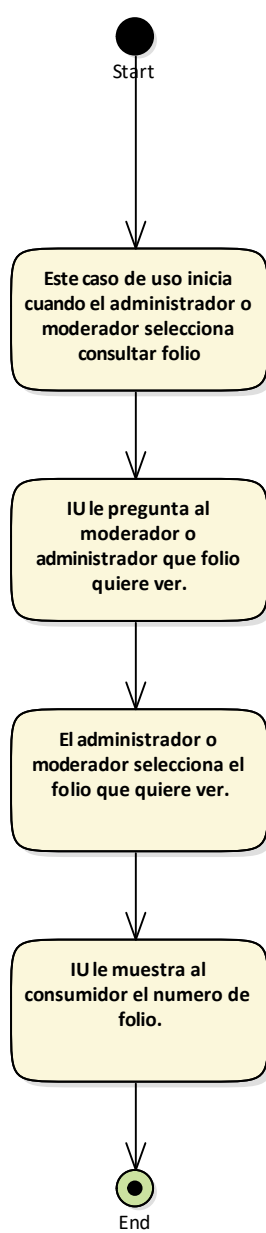 Start
Este caso de uso inicia
cuando el administrador o
moderador selecciona
consultar folio
IU le pregunta al
moderador o
administrador que folio
quiere ver.
El administrador o
moderador selecciona el
folio que quiere ver.
IU le muestra al
consumidor el numero de
folio.
End